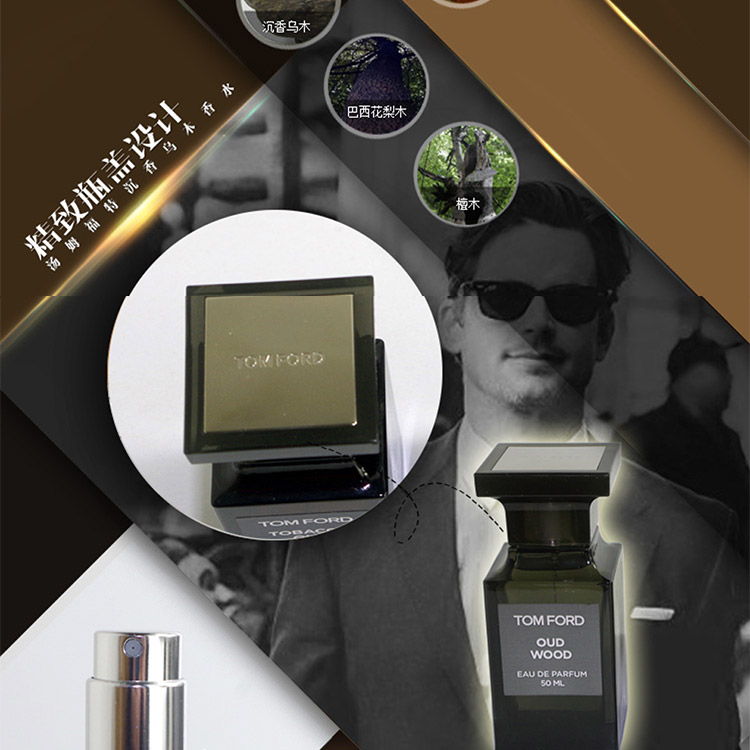 沉香乌木
巴西花梨木
檀木
精致瓶盖设计
汤姆福特沉香乌木香水
TOM FORD
TOM FORD
TOBACCO
TOM FORD
OUD
WOOD
EAU DE PARFUM
50 ML